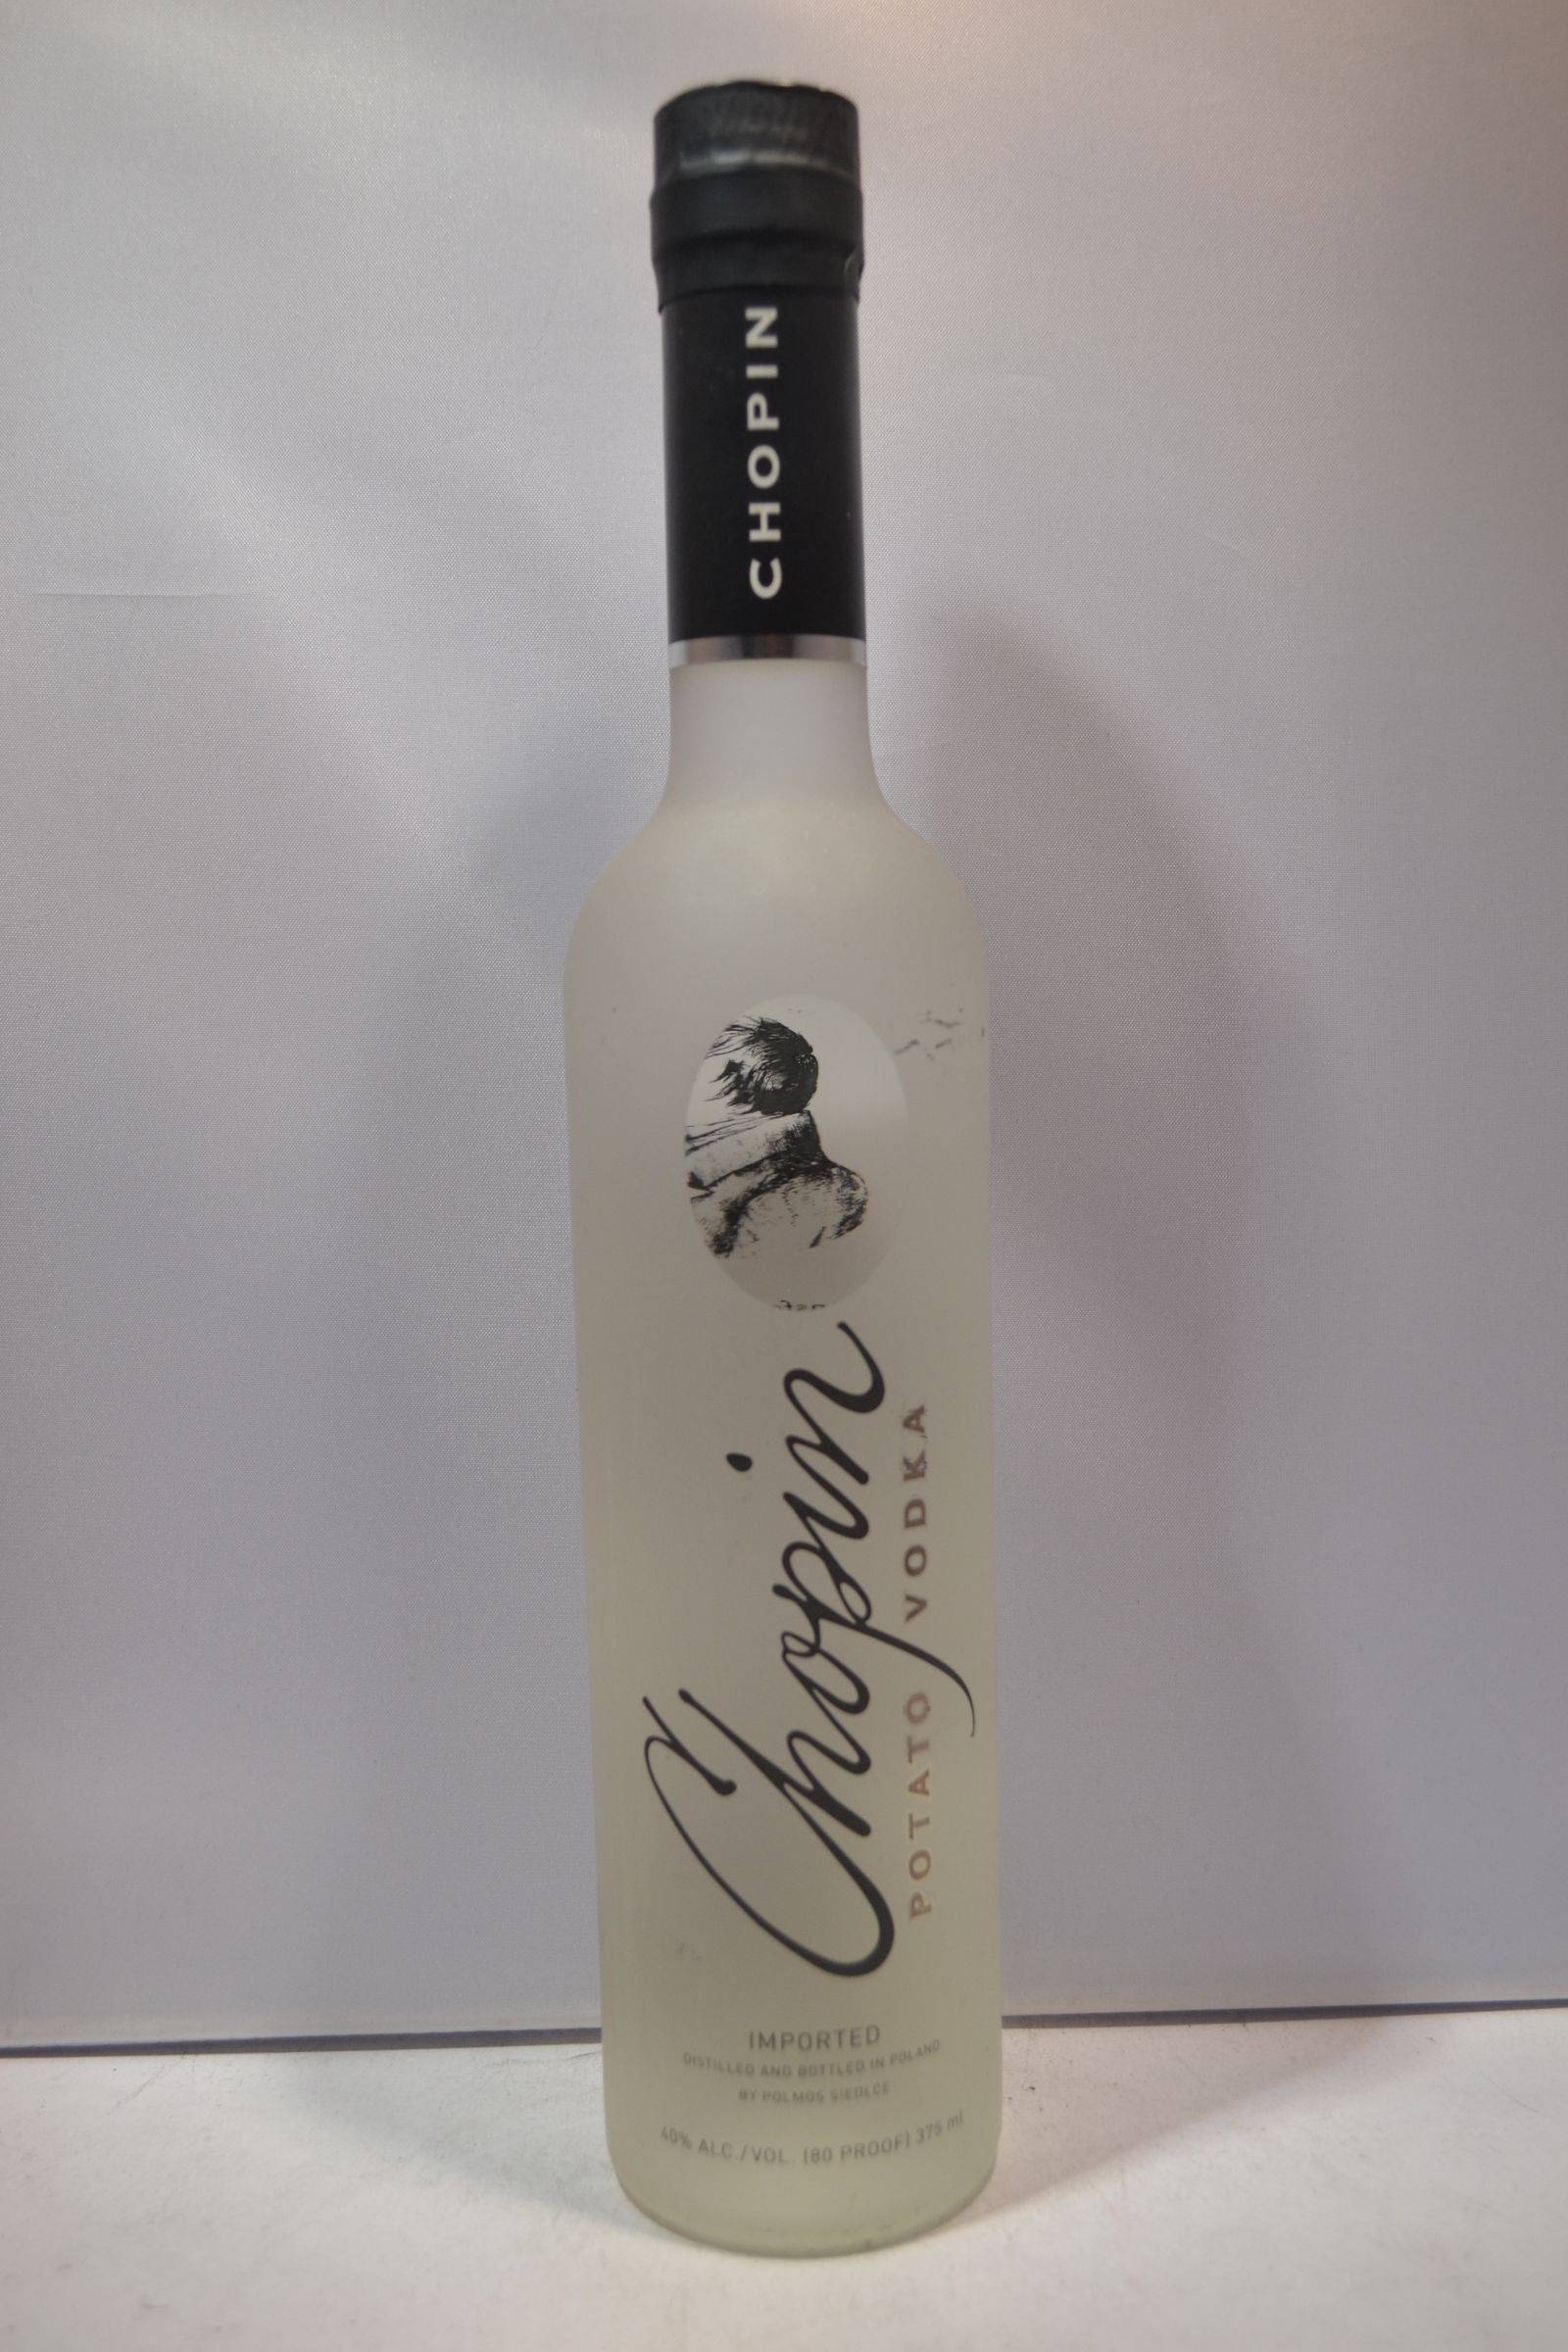 CHOPIN
Chopin
POTATO VODKA
IMPORTED
DISTILLED AND BOTTLED IN POLAND
BY POLMOS SIEDLCE
40% ALC./VOL. (80 PROOF) 375 ml